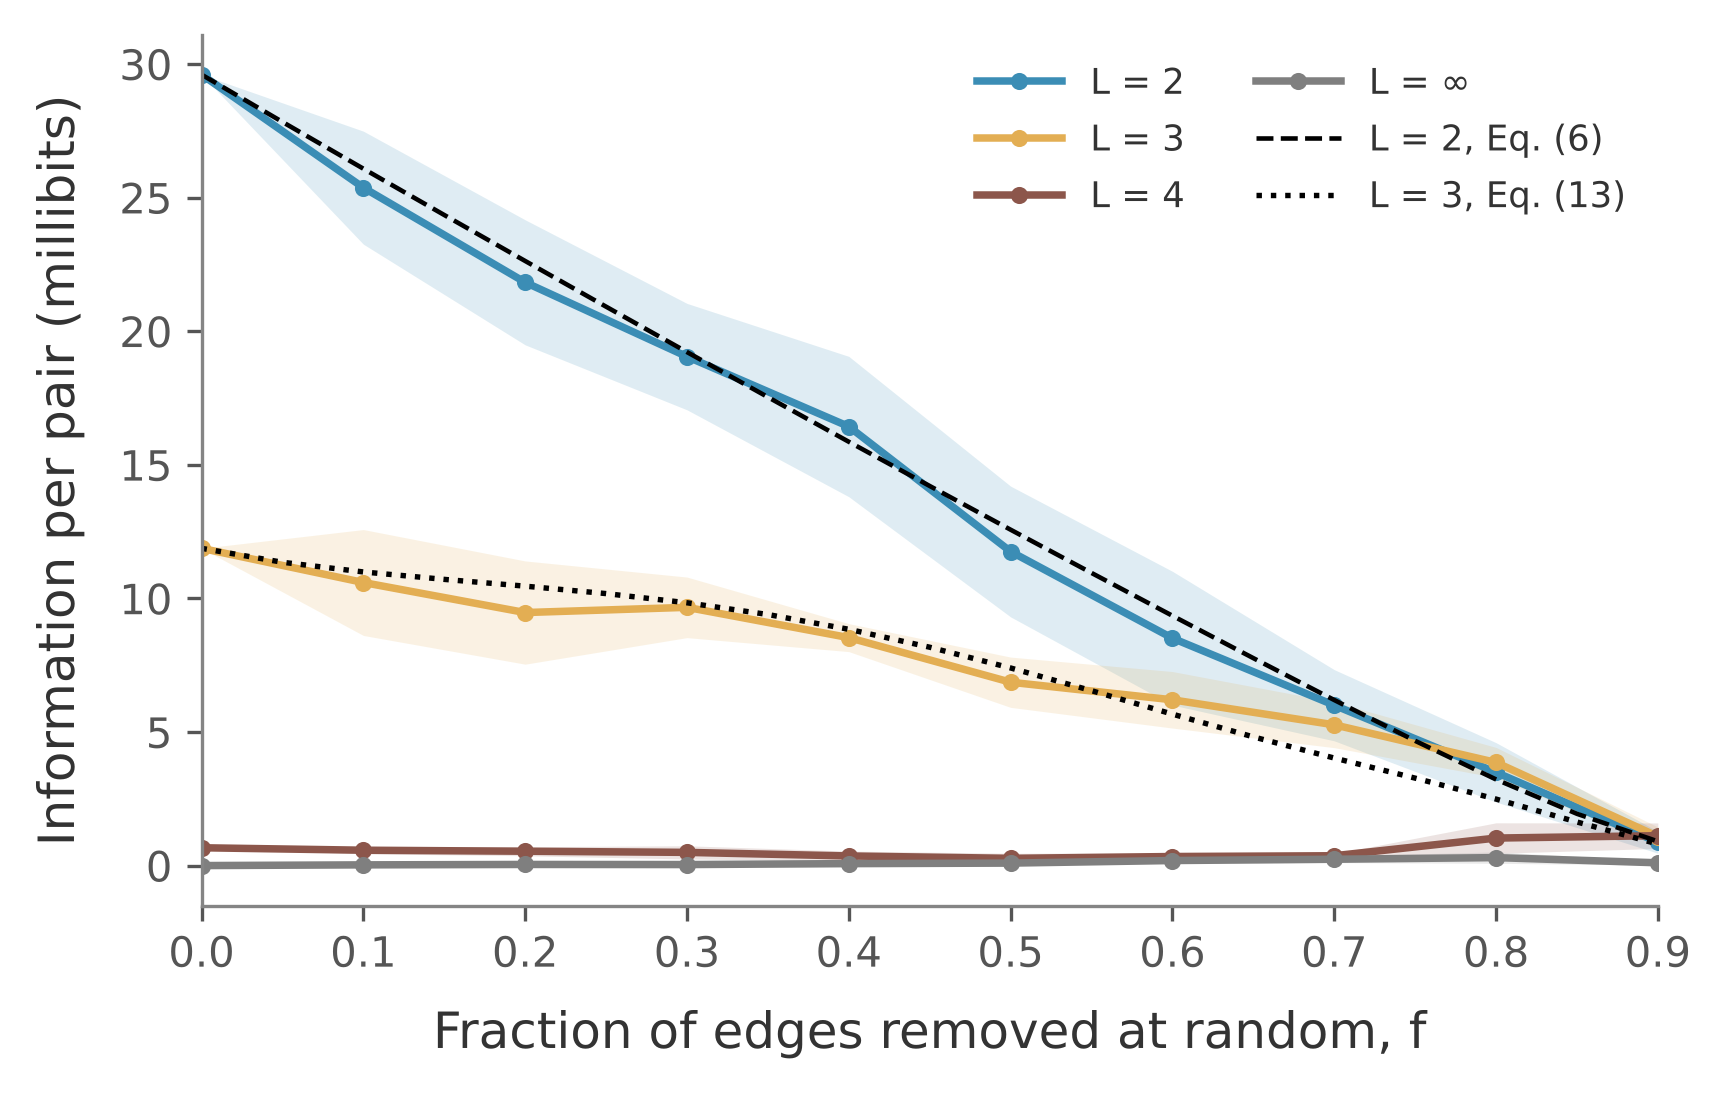 L = 2
L = 3
L = 4
L = ∞
L = 2, Eq. (6)
L = 3, Eq. (13)
Information per pair (millibits)
30
25
20
15
10
5
0
0.0 0.1 0.2 0.3 0.4 0.5 0.6 0.7 0.8 0.9
Fraction of edges removed at random, f